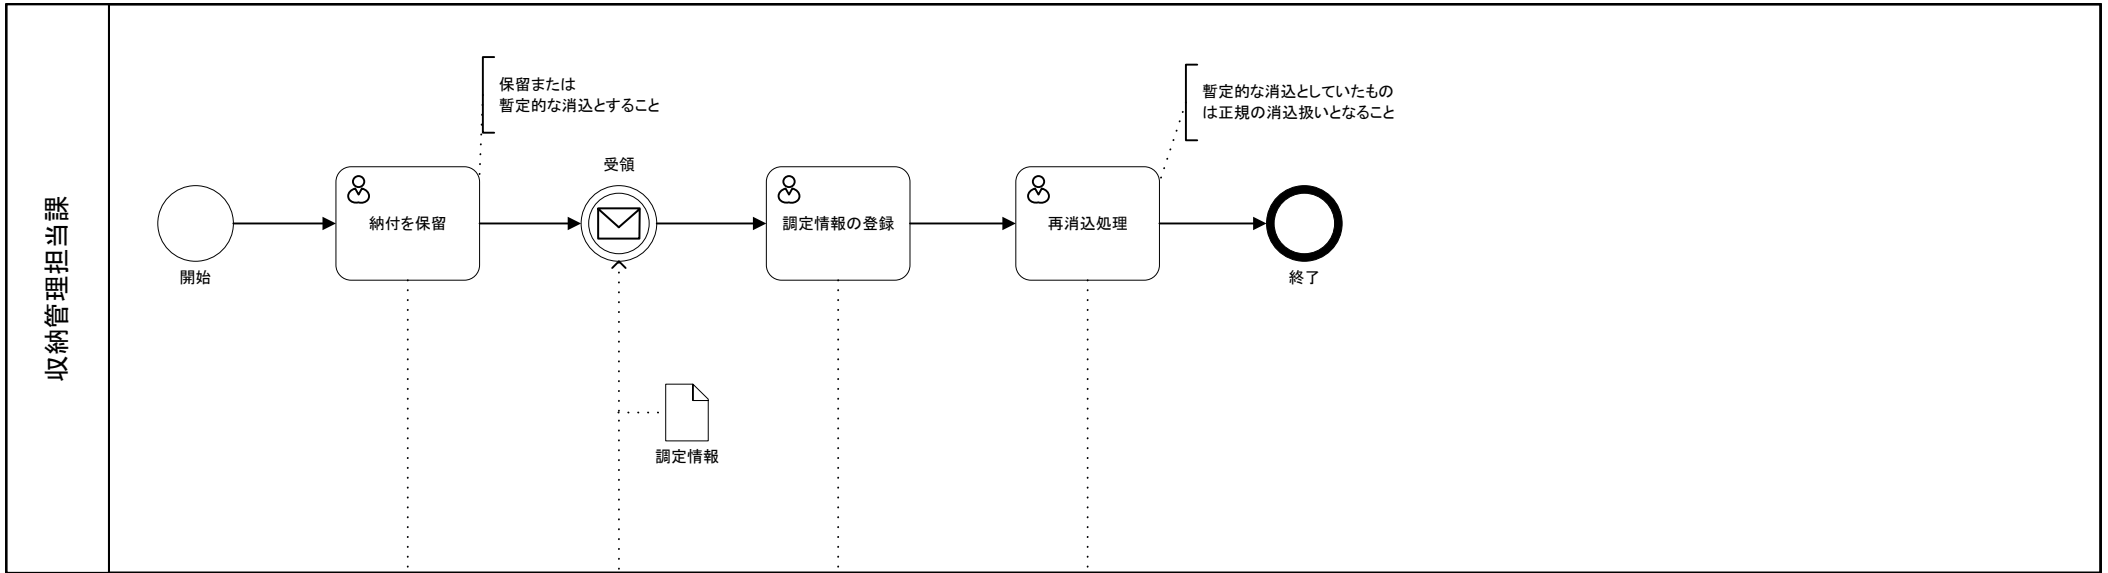 収納管理担当課
保留または
暫定的な消込とすること
暫定的な消込としていたもの
は正規の消込扱いとなること
受領
納付を保留
調定情報の登録
再消込処理
開始
終了
調定情報